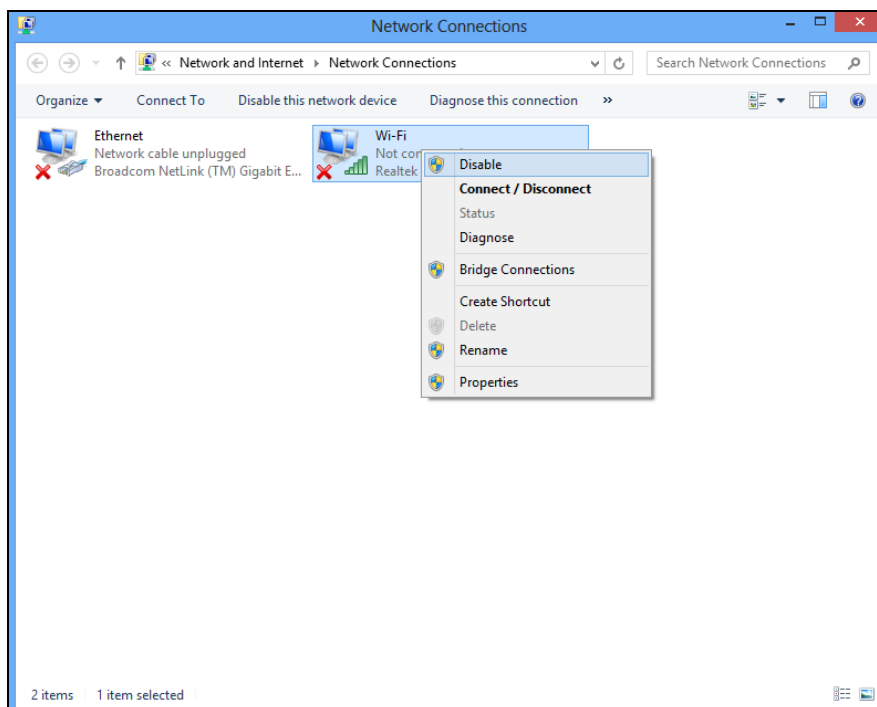 Network Connections
« Network and Internet Network Connections
Search Network Connections
Organize Connect To Disable this network device Diagnose this connection »
Ethernet
Network cable unplugged
Broadcom NetLink (TM) Gigabit E...
Wi-Fi
Not
Realtek
Disable
Connect / Disconnect
Status
Diagnose
Bridge Connections
Create Shortcut
Delete
Rename
Properties
2 items 1 item selected